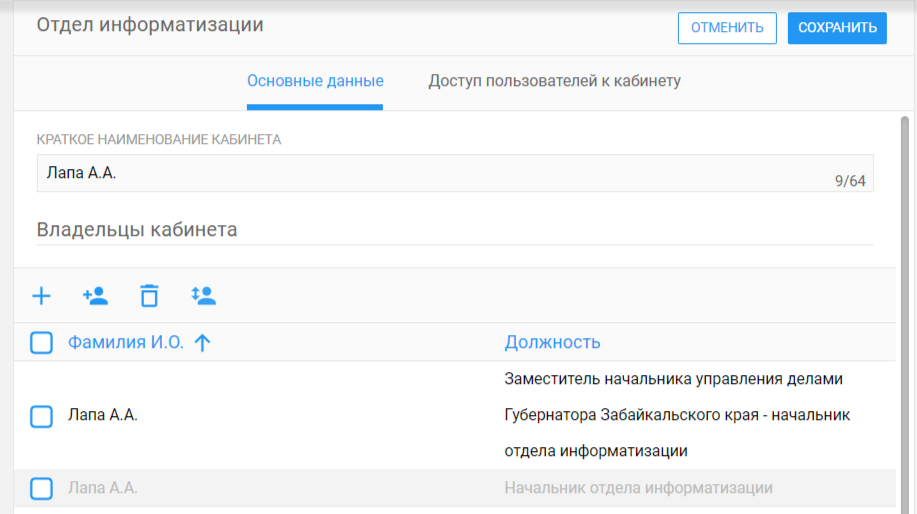 Отдел информатизации
ОТМЕНИТЬ
СОХРАНИТЬ
Основные данные
Доступ пользователей к кабинету
КРАТКОЕ НАИМЕНОВАНИЕ КАБИНЕТА
Лапа А.А.
9/64
Владельцы кабинета
Фамилия И.О.
Должность
Лапа А.А.
Заместитель начальника управления делами
Губернатора Забайкальского края - начальник
отдела информатизации
Лапа А.А.
Начальник отдела информатизации